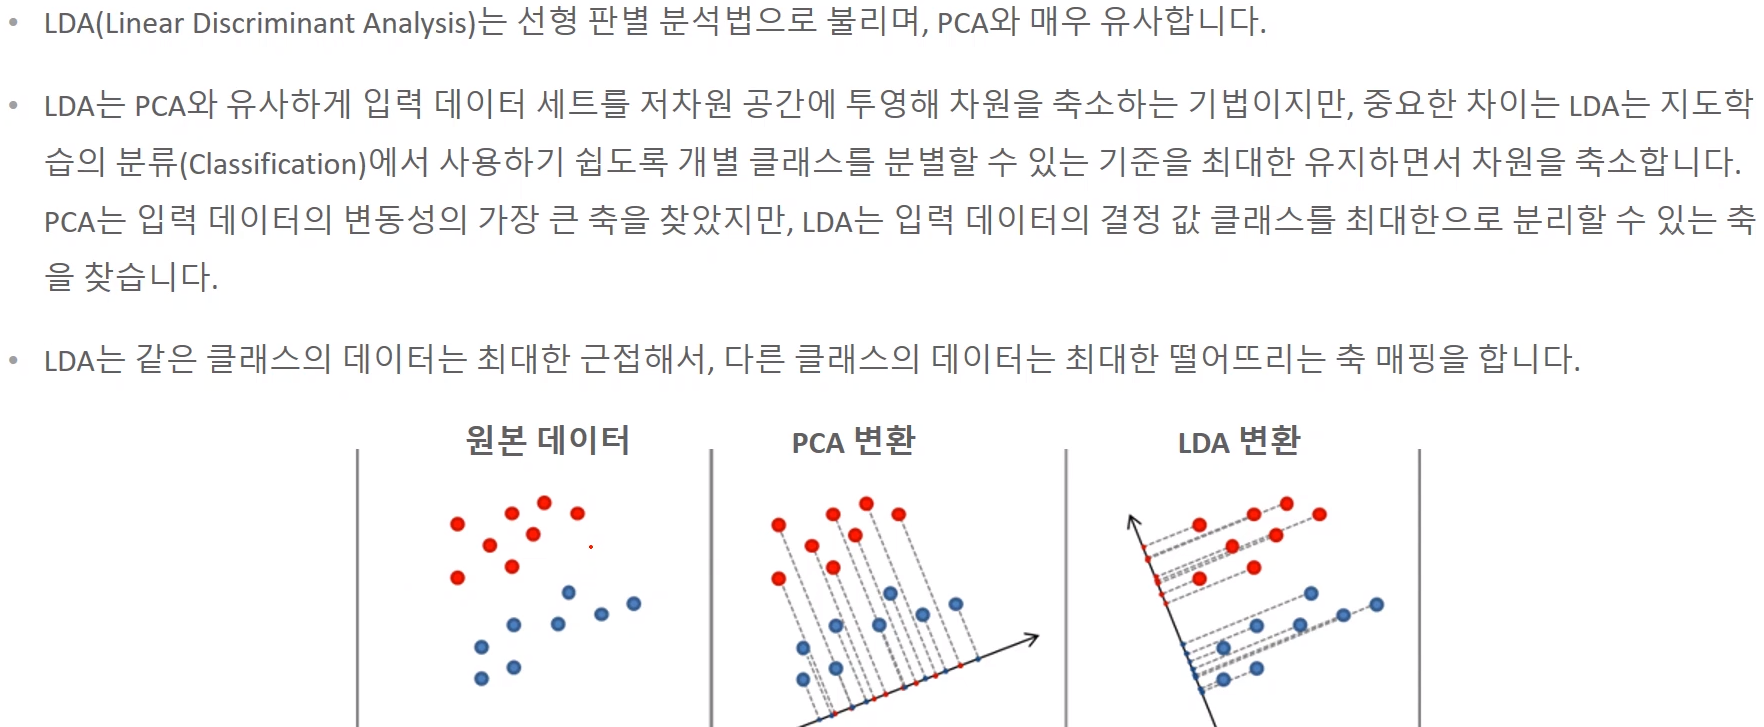 • LDA(Linear Discriminant Analysis)는 선형 판별 분석법으로 불리며, PCA와 매우 유사합니다.
• LDA는 PCA와 유사하게 입력 데이터 세트를 저차원 공간에 투영해 차원을 축소하는 기법이지만, 중요한 차이는 LDA는 지도학
습의 분류(Classification)에서 사용하기 쉽도록 개별 클래스를 분별할 수 있는 기준을 최대한 유지하면서 차원을 축소합니다.
PCA는 입력 데이터의 변동성의 가장 큰 축을 찾았지만, LDA는 입력 데이터의 결정 값 클래스를 최대한으로 분리할 수 있는 축
을 찾습니다.
• LDA는 같은 클래스의 데이터는 최대한 근접해서, 다른 클래스의 데이터는 최대한 떨어뜨리는 축 매핑을 합니다.
원본 데이터
PCA 변환
LDA 변환